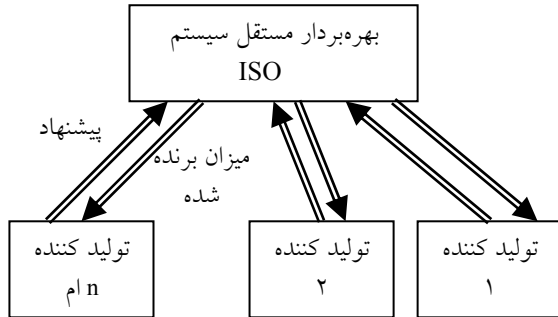 بهره‌بردار مستقل سیستم
ISO
پیشنهاد
میزان برنده
شده
تولید کننده
۱
تولید کننده
۲
تولید کننده
n ام